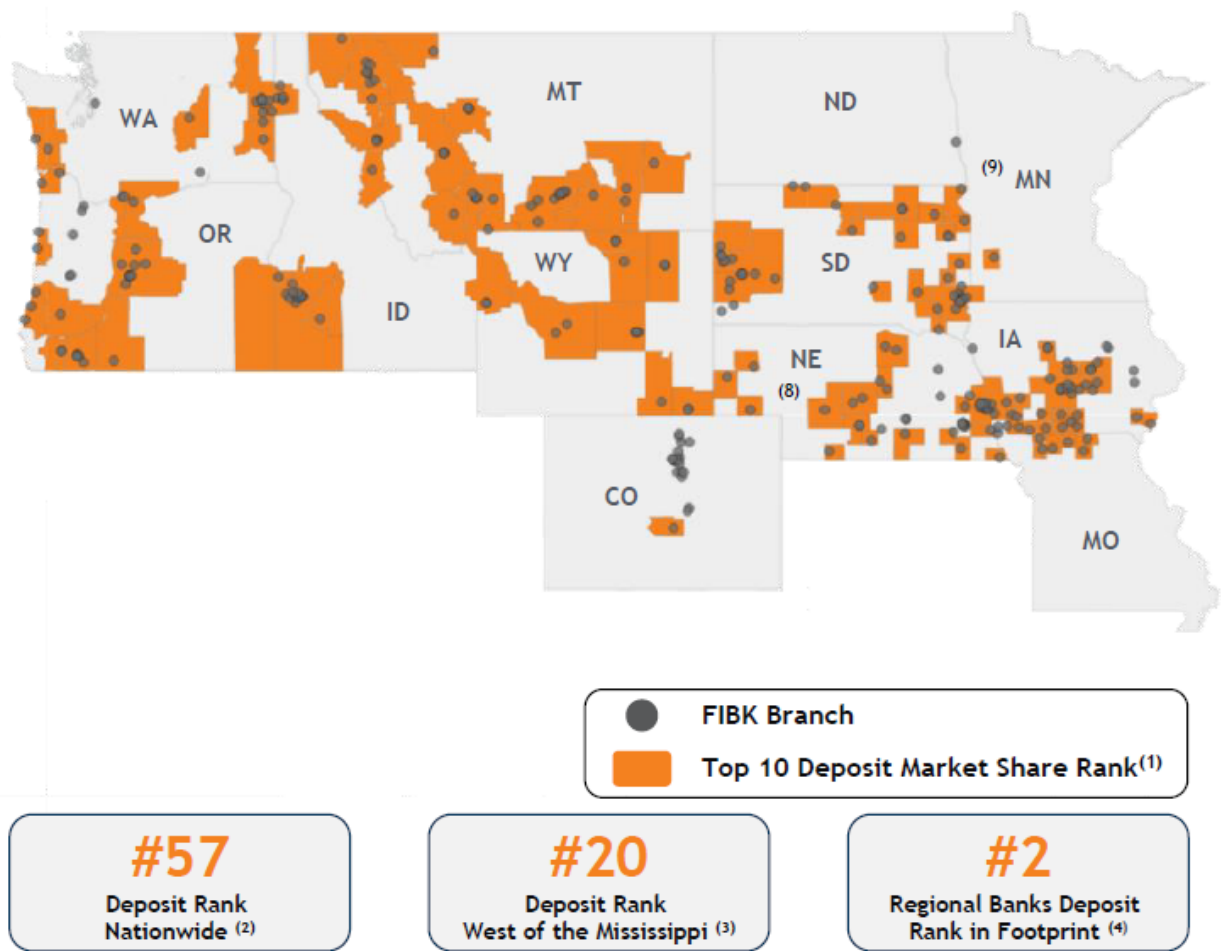 WA
MT
ND
(9)
MN
OR
ID
WY
SD
NE
(8)
IA
CO
MO
FIBK Branch
Top 10 Deposit Market Share Rank(1)
#57
Deposit Rank
Nationwide (2)
#20
Deposit Rank
West of the Mississippi (3)
#2
Regional Banks Deposit
Rank in Footprint (4)